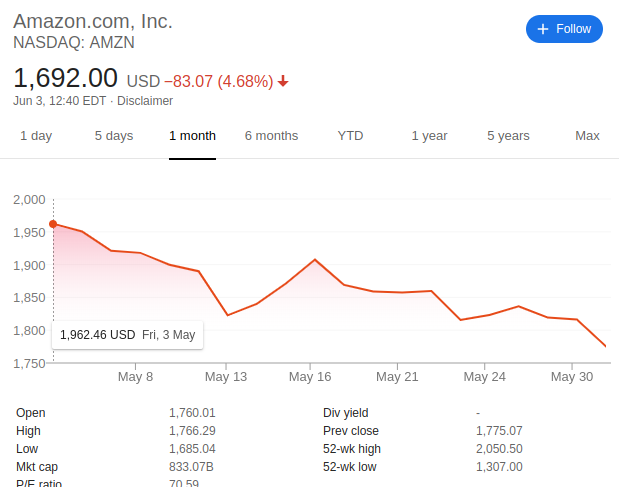 Amazon.com, Inc.
NASDAQ: AMZN
+ Follow
1,692.00 USD −83.07 (4.68%)
Jun 3, 12:40 EDT · Disclaimer
1 day 5 days 1 month 6 months YTD 1 year 5 years Max
2,000
1,950
1,900
1,850
1,800
1,962.46 USD Fri, 3 May
1,750
May 8 May 13 May 16 May 21 May 24 May 30
Open 1,760.01 Div yield -
High 1,766.29 Prev close 1,775.07
Low 1,685.04 52-wk high 2,050.50
Mkt cap 833.07B 52-wk low 1,307.00
P/E ratio 70.59